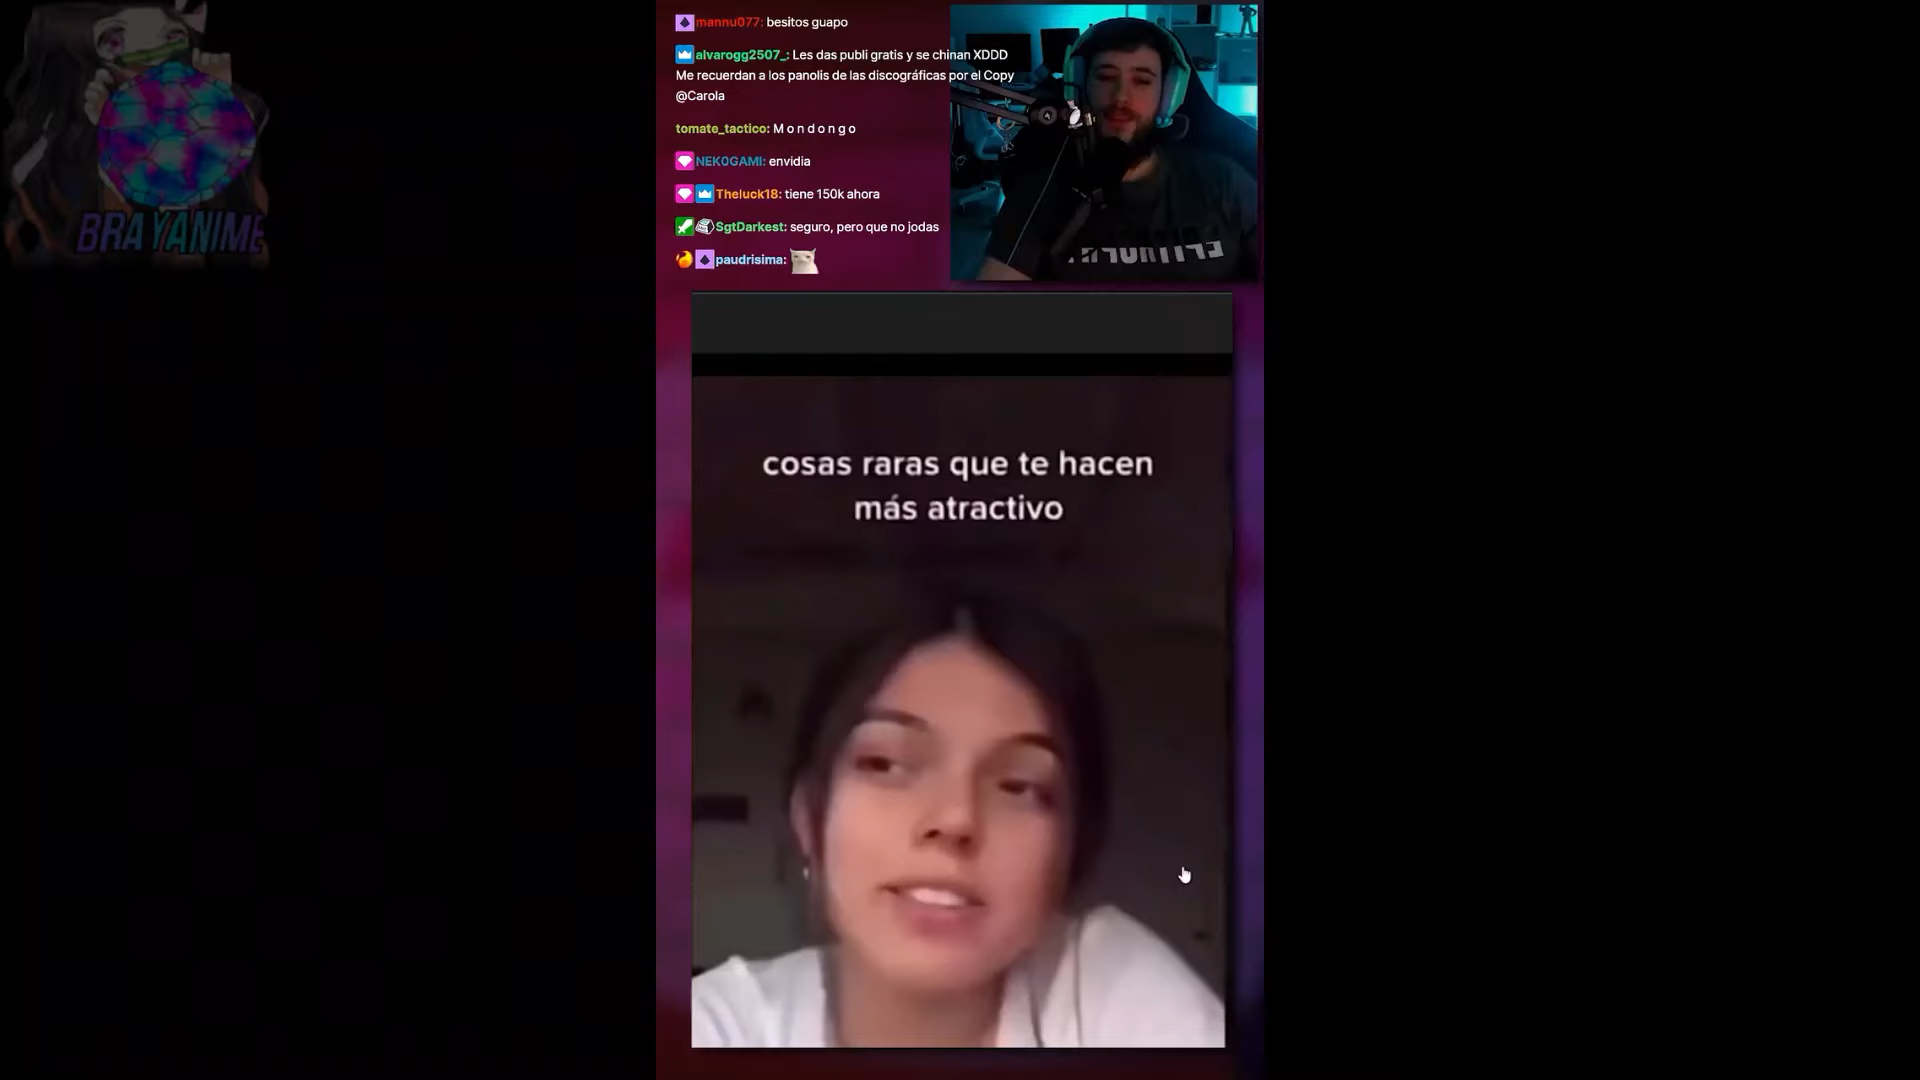 mannu077: besitos guapo
alvarogg2507_: Les das publi gratis y se chinan XDDD
Me recuerdan a los panolis de las discográficas por el Copy
@Carola
tomate_tactico: M o n d o n g o
NEK0GAMI: envidia
Theluck18: tiene 150k ahora
SgtDarkest: seguro, pero que no jodas
paudrisima:
BRAYANIME
cosas raras que te hacen
más atractivo